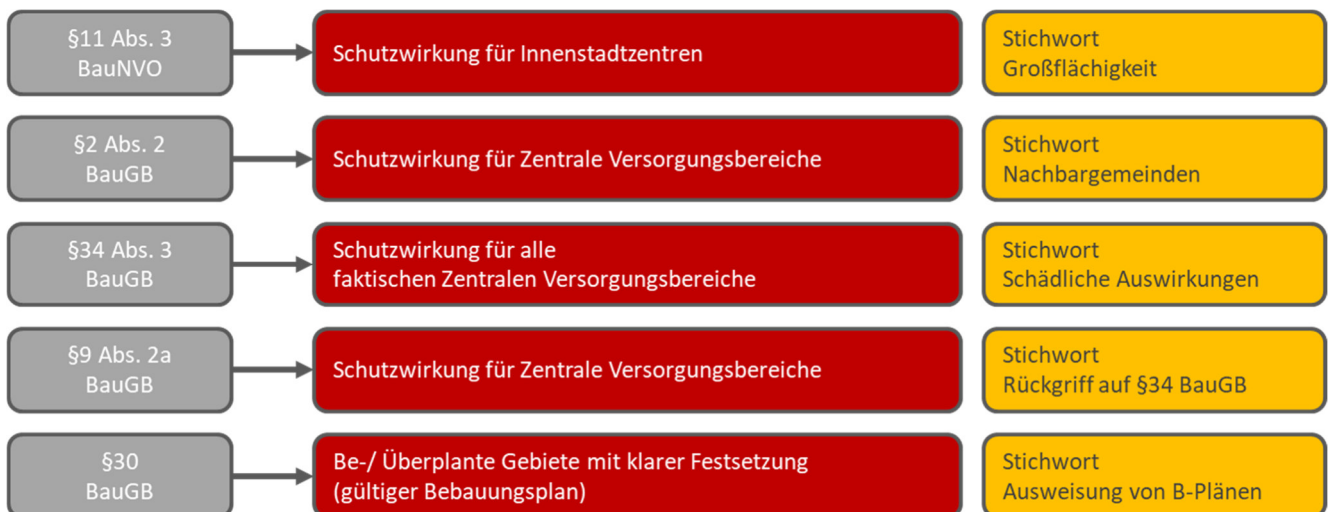 §11 Abs. 3
BauNVO
Schutzwirkung für Innenstadtzentren
Stichwort
Großflächigkeit
§2 Abs. 2
BauGB
Schutzwirkung für Zentrale Versorgungsbereiche
Stichwort
Nachbargemeinden
§34 Abs. 3
BauGB
Schutzwirkung für alle
faktischen Zentralen Versorgungsbereiche
Stichwort
Schädliche Auswirkungen
§9 Abs. 2a
BauGB
Schutzwirkung für Zentrale Versorgungsbereiche
Stichwort
Rückgriff auf §34 BauGB
§30
BauGB
Be-/ Überplante Gebiete mit klarer Festsetzung
(gültiger Bebauungsplan)
Stichwort
Ausweisung von B-Plänen